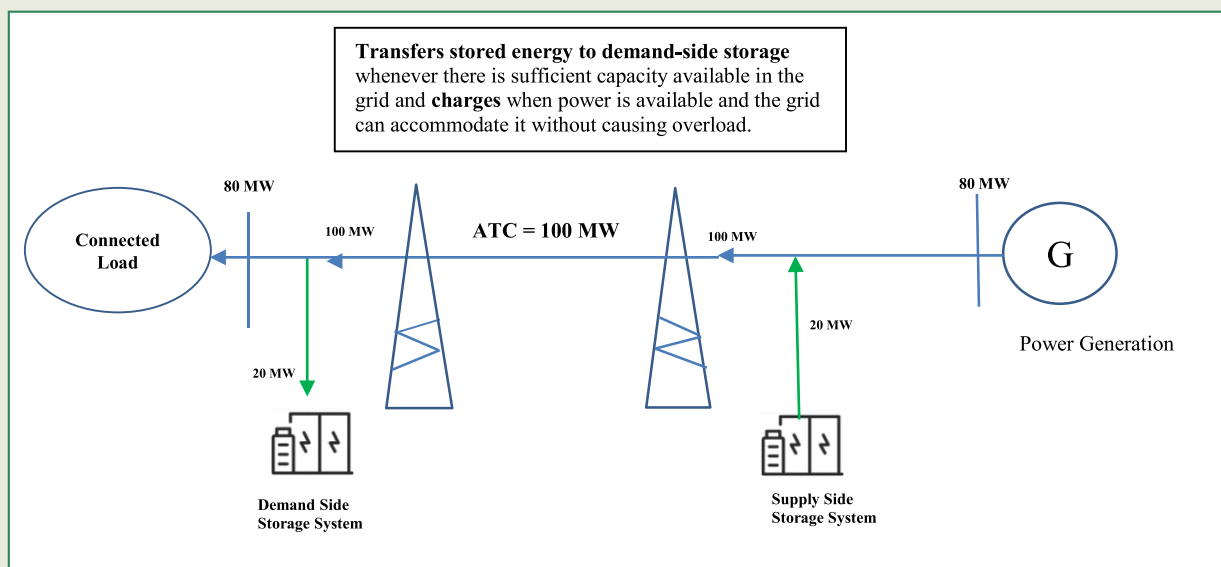 Transfers stored energy to demand-side storage
whenever there is sufficient capacity available in the
grid and charges when power is available and the grid
can accommodate it without causing overload.
80 MW
80 MW
Connected
Load
100 MW
ATC = 100 MW
100 MW
G
20 MW
20 MW
Power Generation
Demand Side
Storage System
Supply Side
Storage System